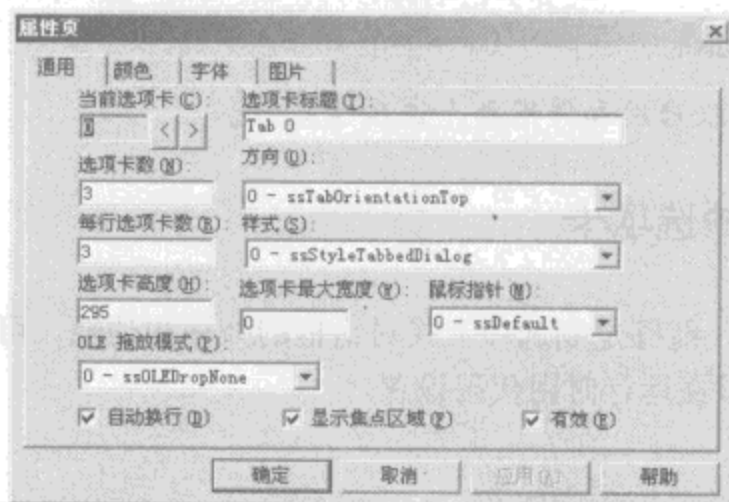 属性页
通用 颜色 字体 图片
当前选项卡(C): 选项卡标题(T):
Tab 0
选项卡数(N): 方向(O):
3 0 - ssTabOrientationTop
每行选项卡数(R): 样式(S):
3 0 - ssStyleTabbedDialog
选项卡高度(H): 选项卡最大宽度(W): 鼠标指针(M):
295 0 0 - ssDefault
OLE 拖放模式(P):
0 - ssOLEDropNone
自动换行(D) 显示焦点区域(F) 有效(E)
确定 取消 应用(A) 帮助